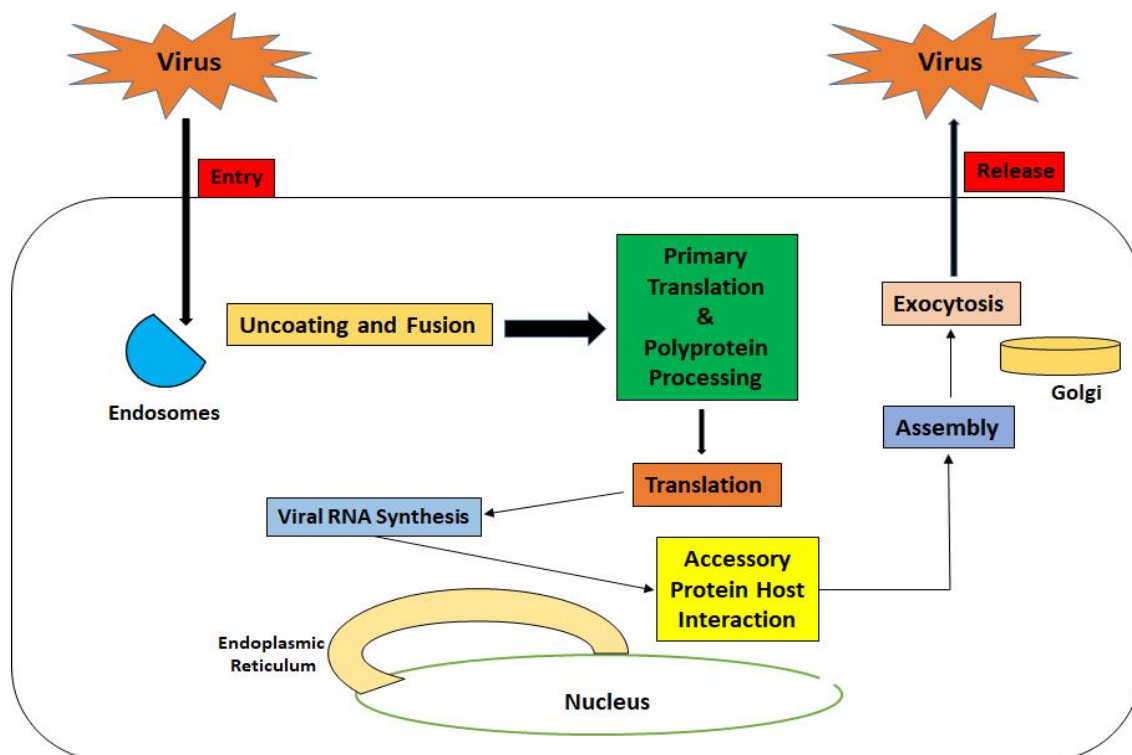 Virus
Virus
Entry
Release
Primary
Translation
&
Polyprotein
Processing
Uncoating and Fusion
Exocytosis
Endosomes
Golgi
Assembly
Translation
Viral RNA Synthesis
Accessory
Protein Host
Interaction
Endoplasmic
Reticulum
Nucleus